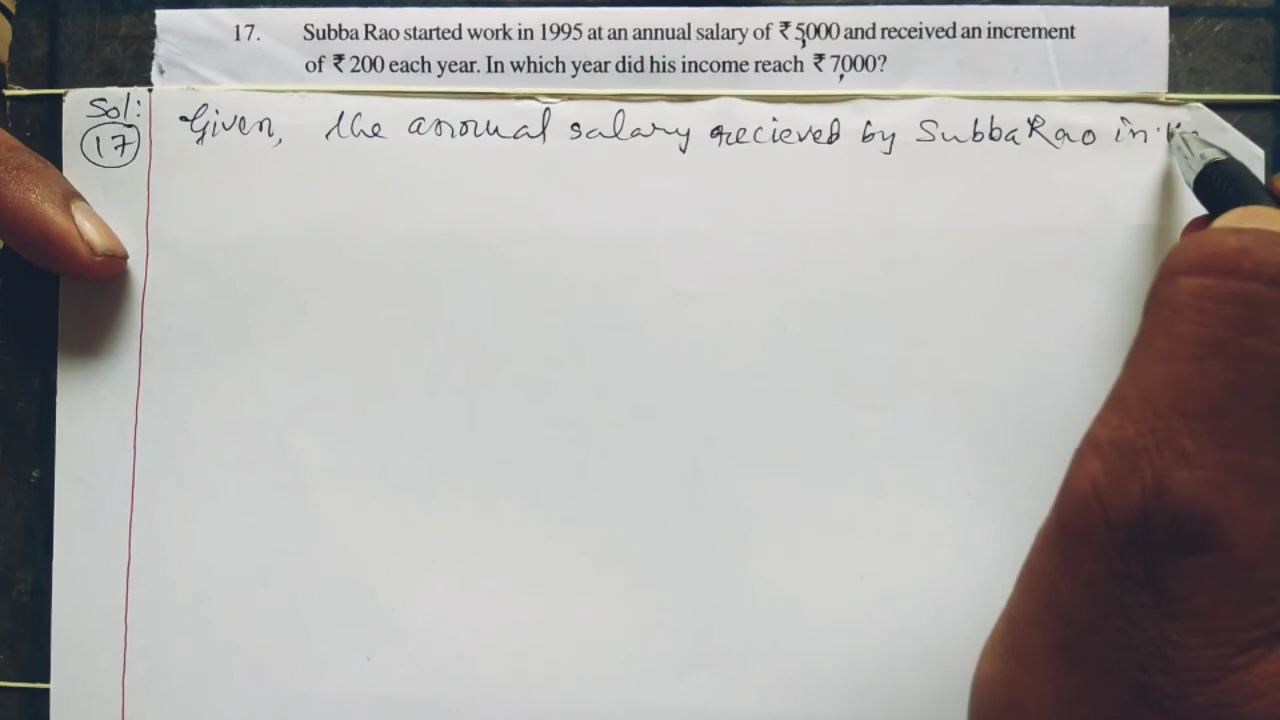 17. Subba Rao started work in 1995 at an annual salary of ₹ 5000 and received an increment
of ₹ 200 each year. In which year did his income reach ₹ 7000?
Sol:
17
Given, the annual salary recieved by SubbaRao in